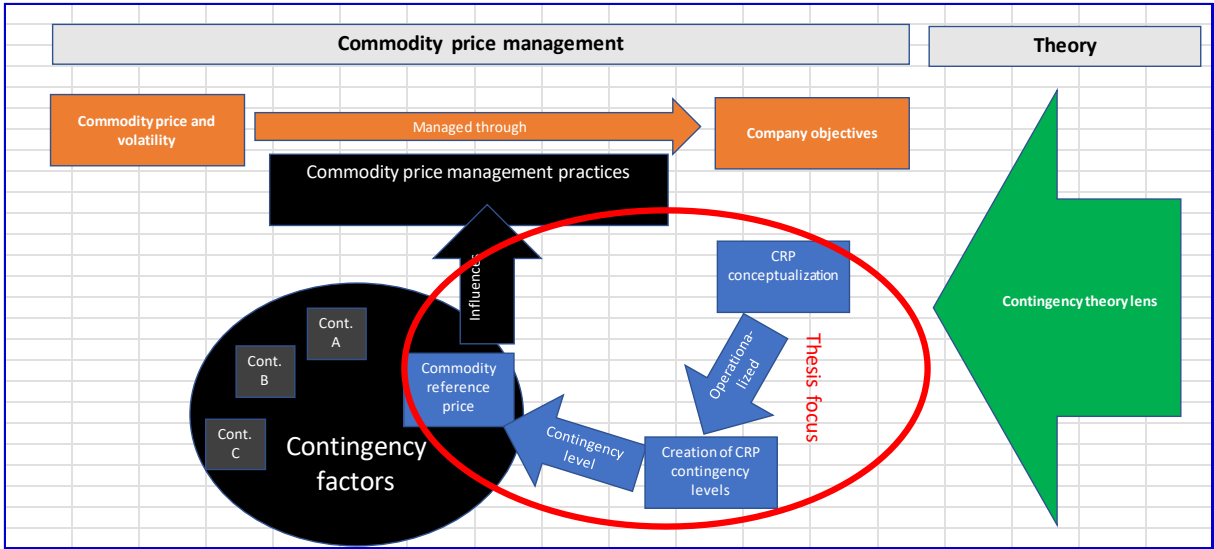 Commodity price management
Theory
Commodity price and
volatility
Managed through
Company objectives
Commodity price management practices
Influences
CRP
conceptualization
Contingency theory lens
Cont.
A
Cont.
B
Cont.
C
Commodity
reference
price
Operationa-
lized
Thesis focus
Contingency
factors
Contingency
level
Creation of CRP
contingency
levels